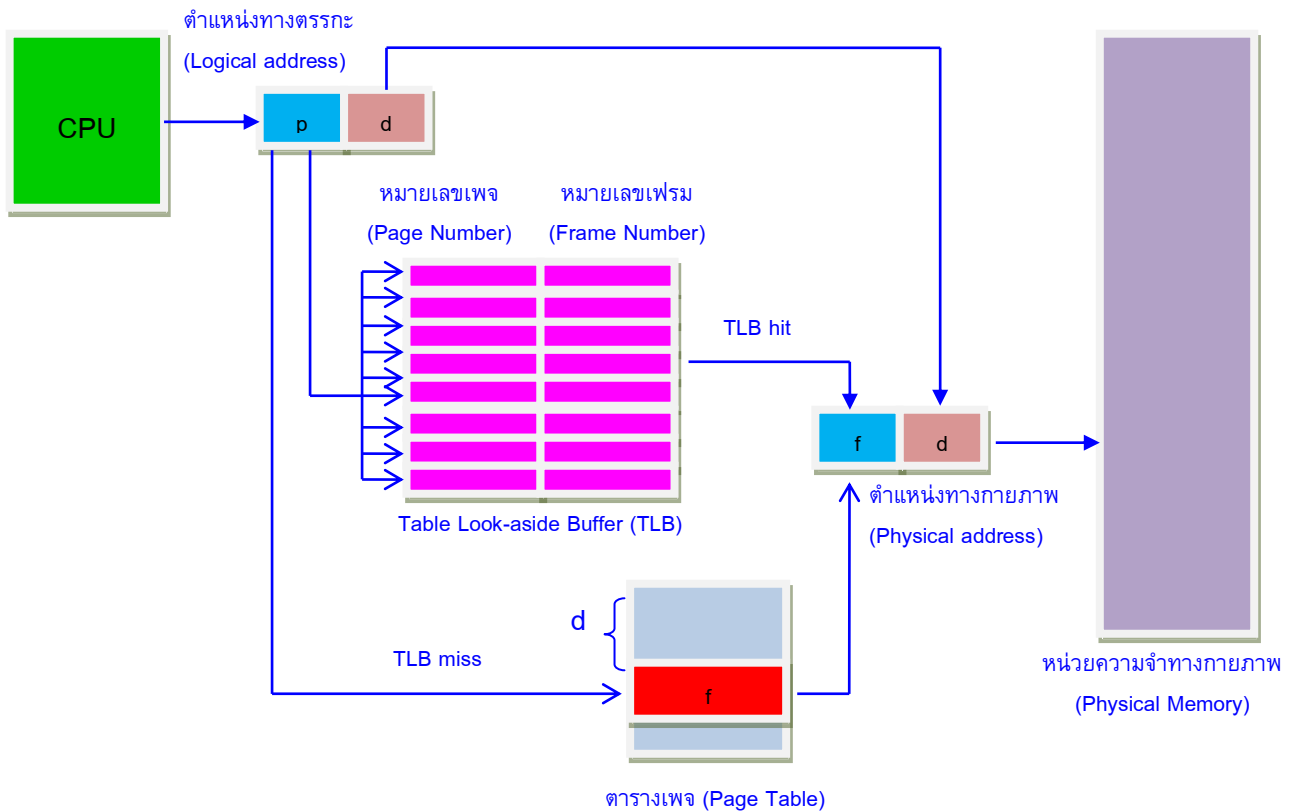 ตำแหน่งทางตรรกะ
(Logical address)
CPU
p
d
หมายเลขเพจ
(Page Number)
หมายเลขเฟรม
(Frame Number)
TLB hit
f
d
ตำแหน่งทางกายภาพ
(Physical address)
Table Look-aside Buffer (TLB)
d
TLB miss
f
หน่วยความจำทางกายภาพ
(Physical Memory)
ตารางเพจ (Page Table)